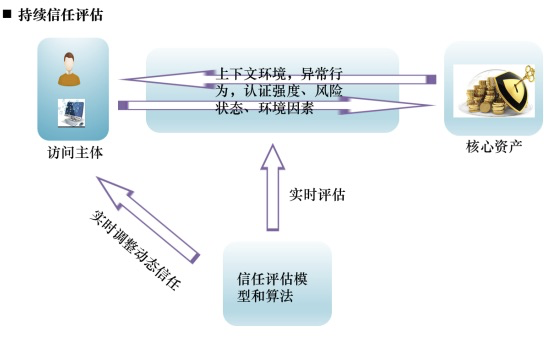 ■ 持续信任评估
上下文环境，异常行
为，认证强度、风险
状态、环境因素
访问主体
核心资产
实时评估
实时调整动态信任
信任评估模
型和算法